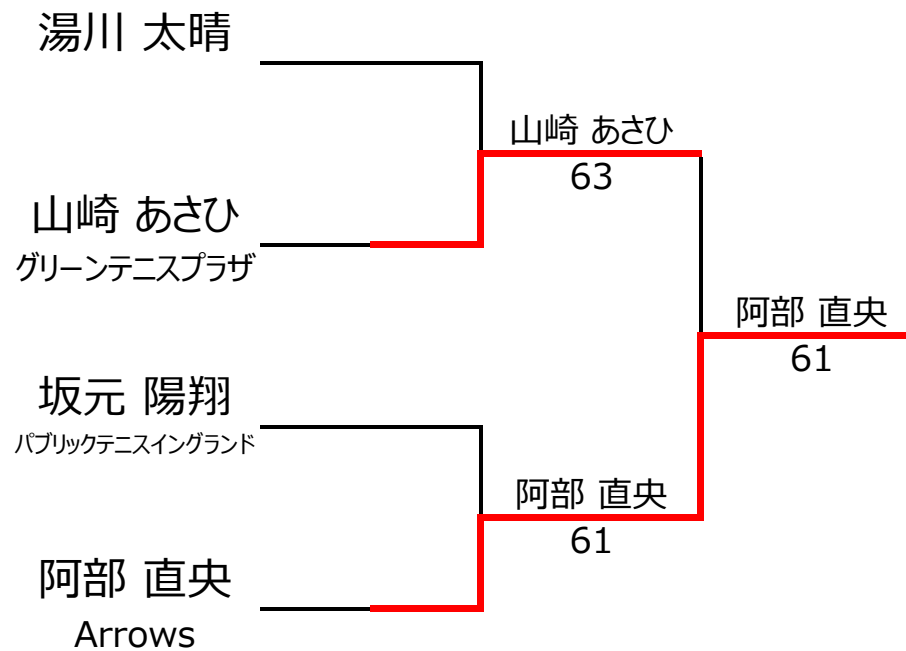 湯川 太晴
山崎 あさひ
63
山崎 あさひ
グリーンテニスプラザ
阿部 直央
61
坂元 陽翔
パブリックテニスイングランド
阿部 直央
61
阿部 直央
Arrows